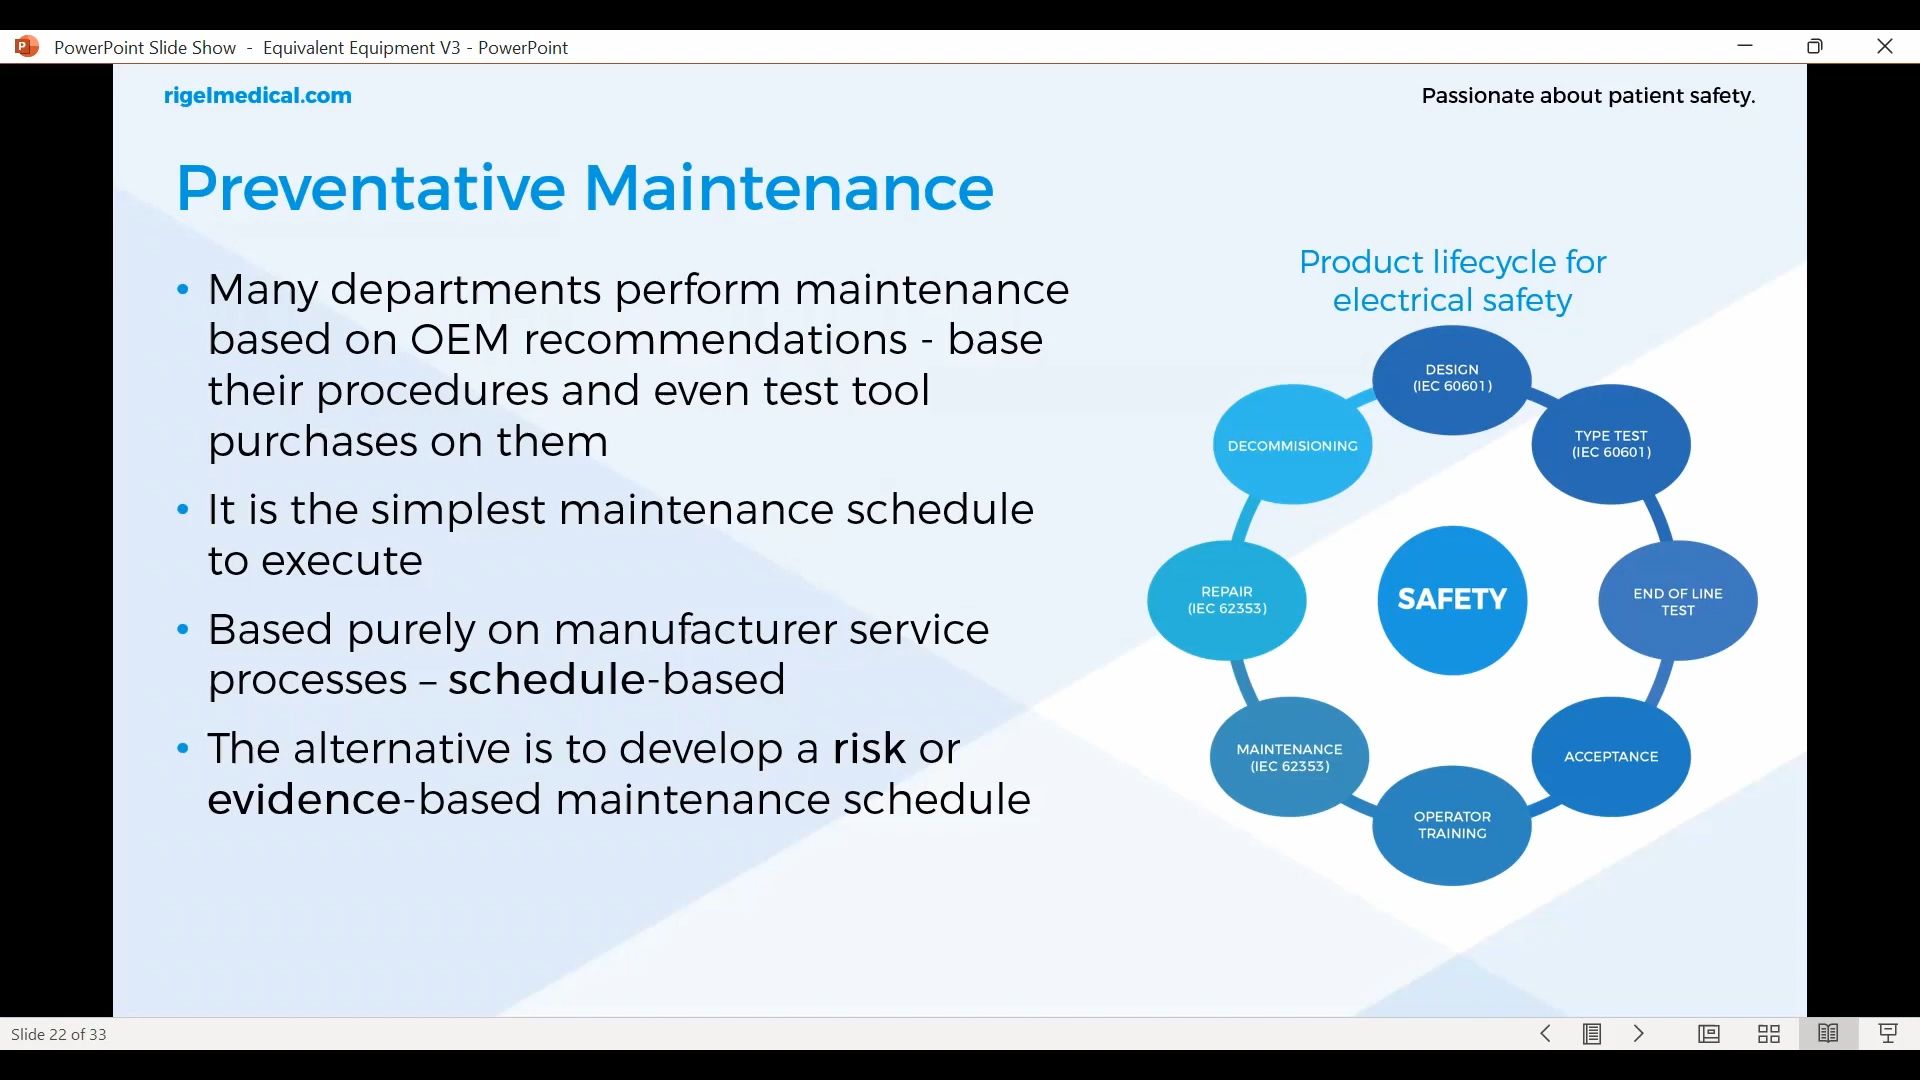 PowerPoint Slide Show - Equivalent Equipment V3 - PowerPoint
rigelmedical.com
Passionate about patient safety.
Preventative Maintenance
• Many departments perform maintenance
based on OEM recommendations - base
their procedures and even test tool
purchases on them
• It is the simplest maintenance schedule
to execute
• Based purely on manufacturer service
processes – schedule-based
• The alternative is to develop a risk or
evidence-based maintenance schedule
Product lifecycle for
electrical safety
DESIGN
(IEC 60601)
TYPE TEST
(IEC 60601)
END OF LINE
TEST
ACCEPTANCE
OPERATOR
TRAINING
MAINTENANCE
(IEC 62353)
REPAIR
(IEC 62353)
DECOMMISIONING
SAFETY
Slide 22 of 33